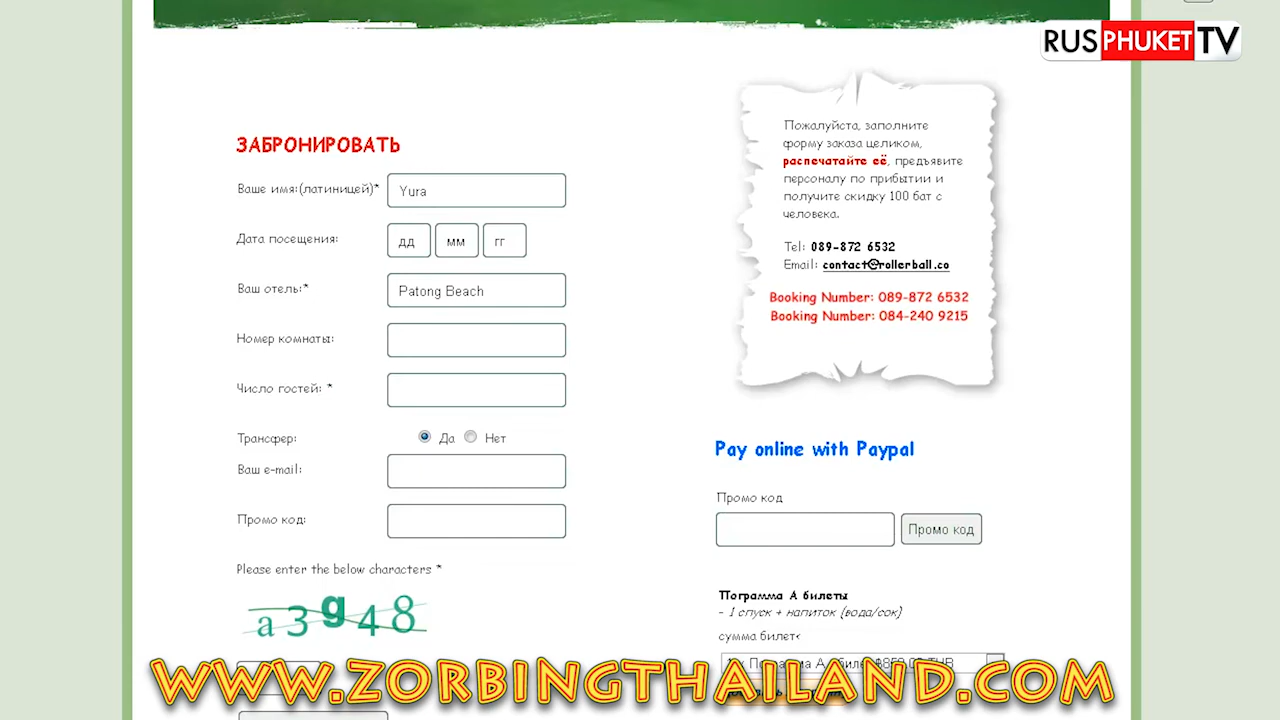 RUSPHUKET TV
ЗАБРОНИРОВАТЬ
Ваше имя:(латиницей)* Yura
Дата посещения: дд мм гг
Ваш отель:* Patong Beach
Номер комнаты:
Число гостей: *
Трансфер: Да Нет
Ваш e-mail:
Промо код:
Please enter the below characters *
a3g48
Пожалуйста, заполните
форму заказа целиком,
распечатайте её, предъявите
персоналу по прибытии и
получите скидку 100 бат с
человека.
Tel: 089-872 6532
Email: contact@rollerball.co
Booking Number: 089-872 6532
Booking Number: 084-240 9215
Pay online with Paypal
Промо код
Промо код
Пограмма А билеты
- 1 спуск + напиток (вода/сок)
сумма билет
WWW.ZORBINGTHAILAND.COM